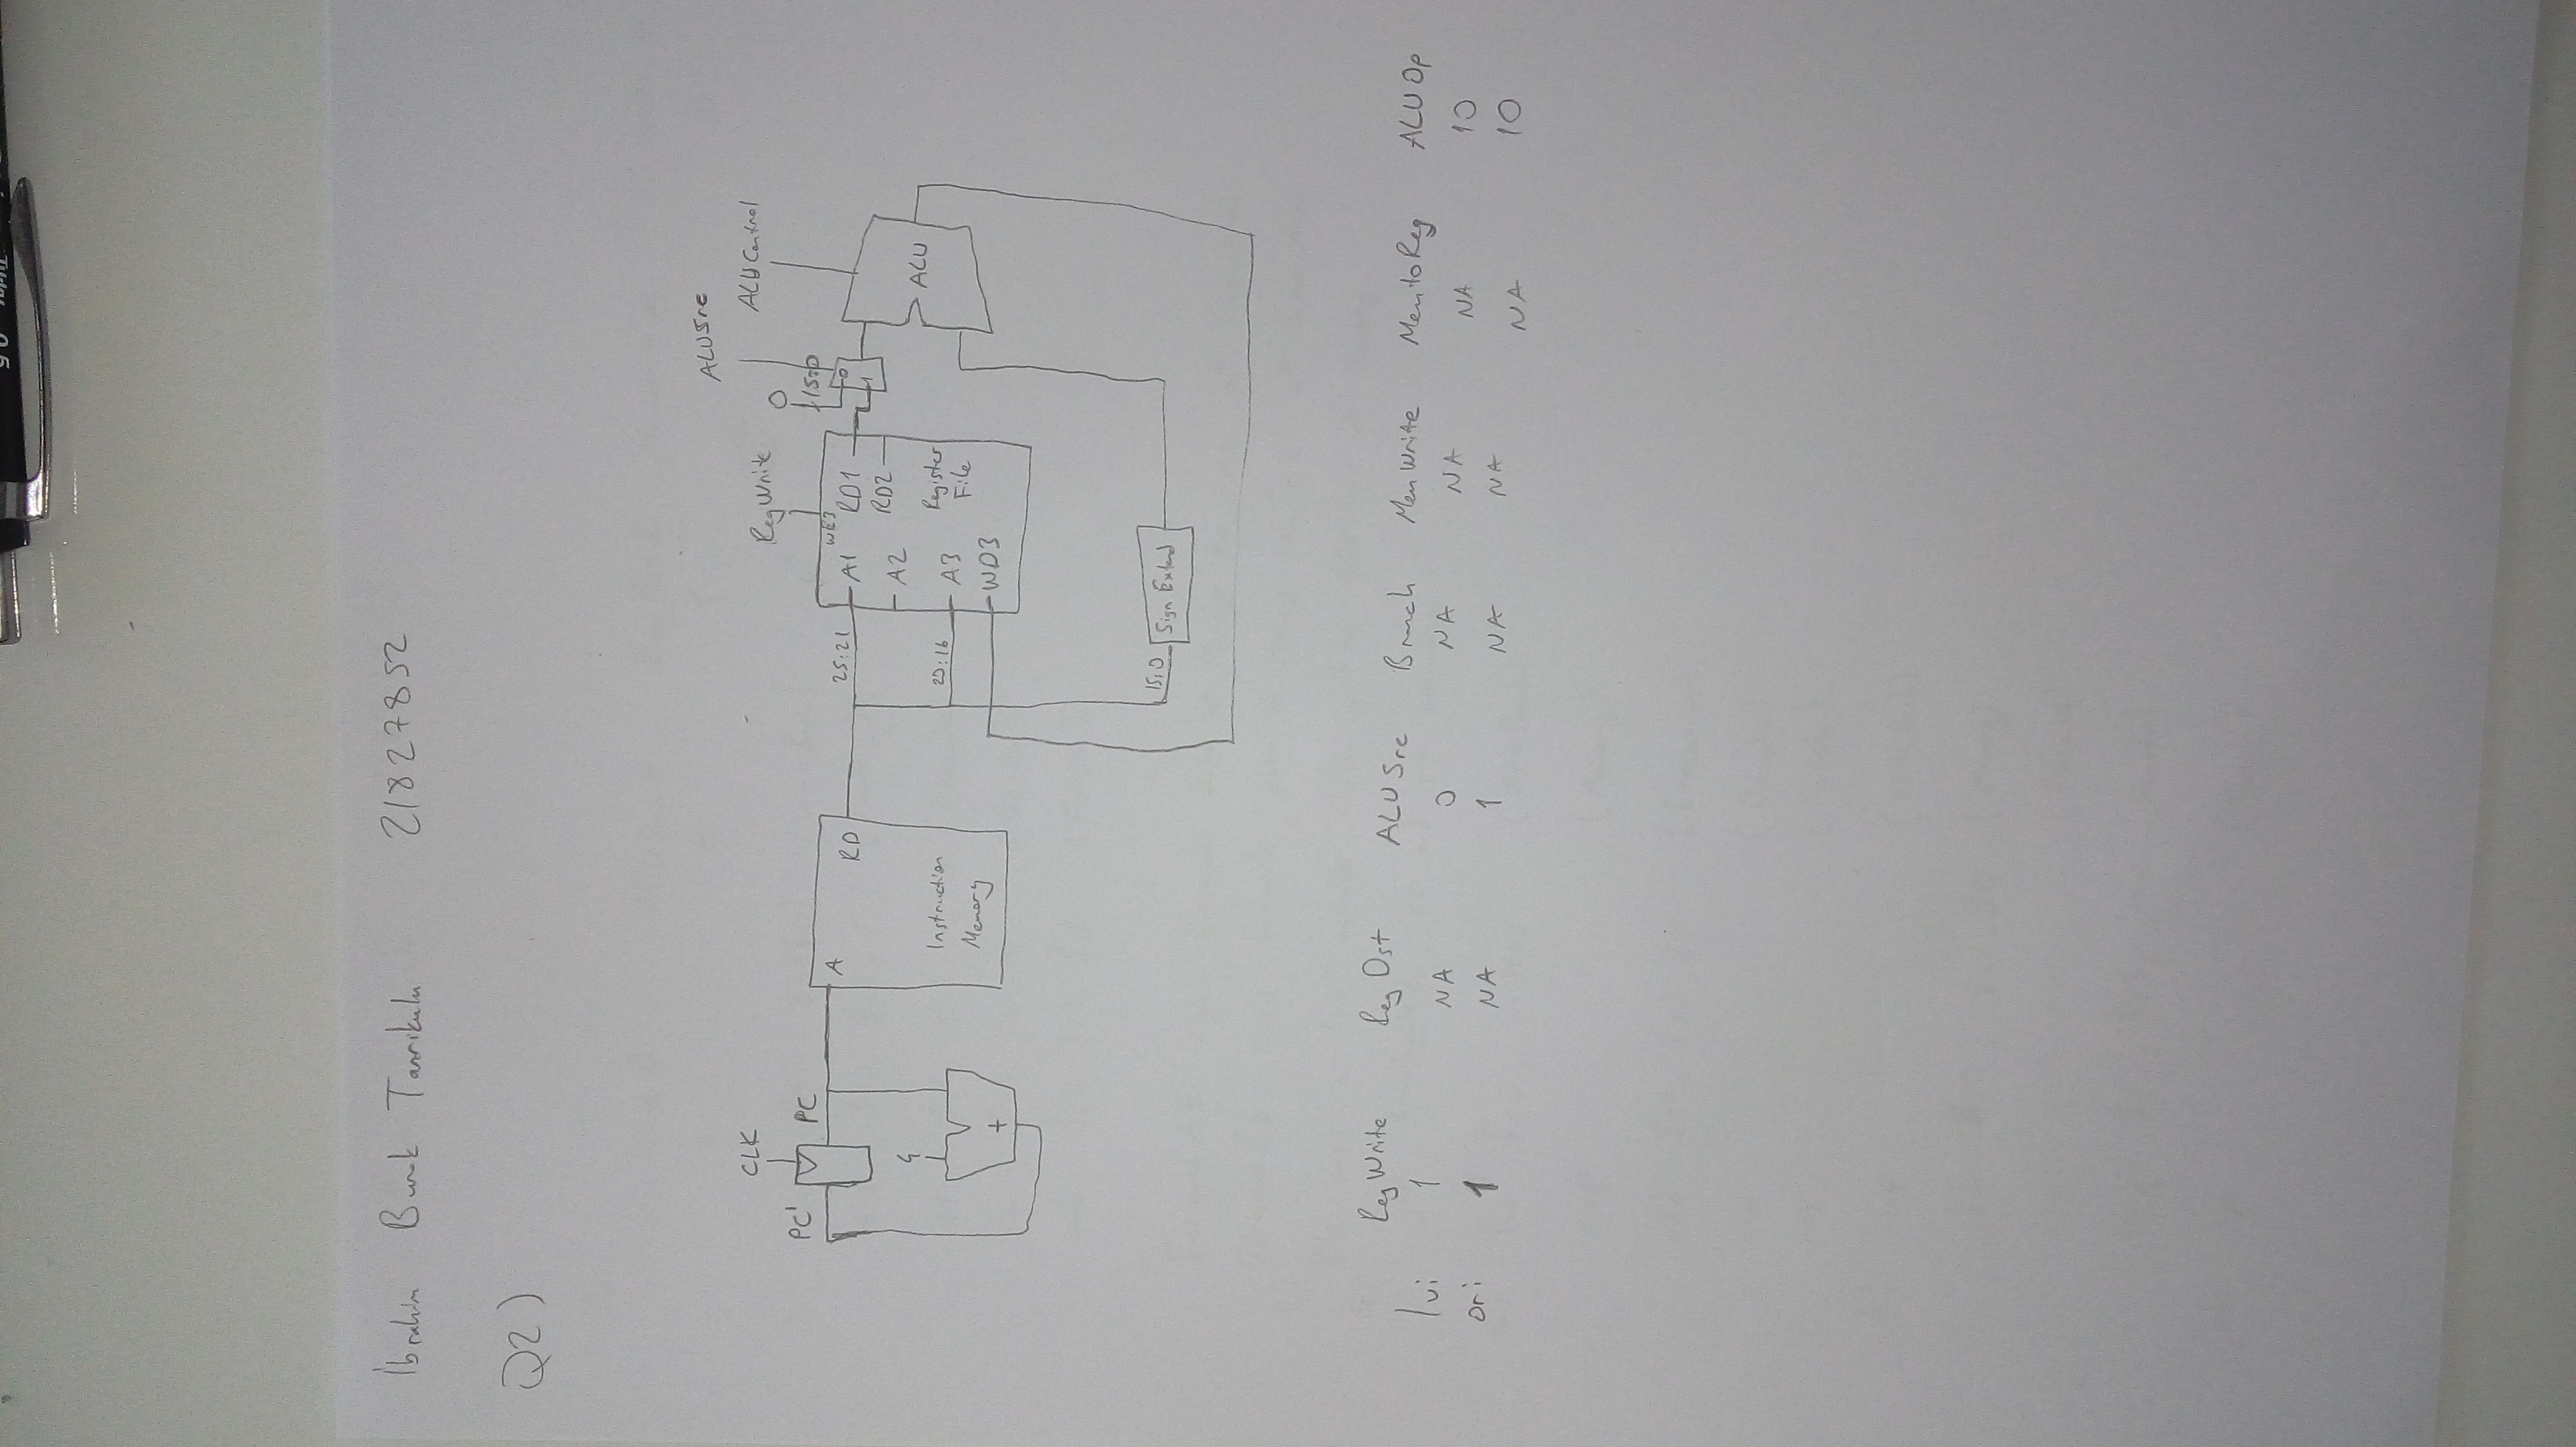 İbrahim Burak Tanrikulu 21827852
Q2)
ALUSrc
CLK RegWrite ALUControl
0
PC' PC 15:0
A RD 25:21 A1 WE3 RD1 0
1
A2 RD2
4 ALU
Instruction Memory 20:16 A3 Register File
+ WD3
15:0 Sign Extend
RegWrite RegDst ALUSrc Branch MemWrite MemtoReg ALUOp
lui 1 NA 0 NA NA NA 10
ori 1 NA 1 NA NA NA 10